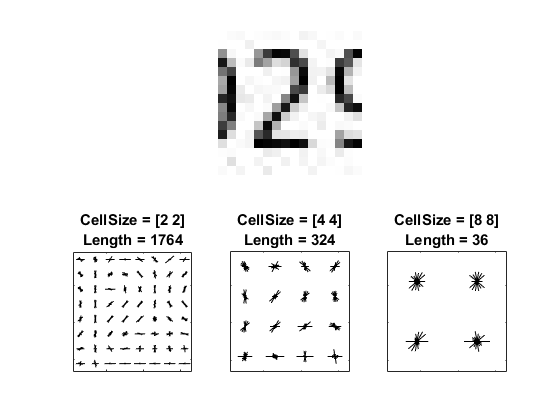 2
CellSize = [2 2]
Length = 1764
CellSize = [4 4]
Length = 324
CellSize = [8 8]
Length = 36